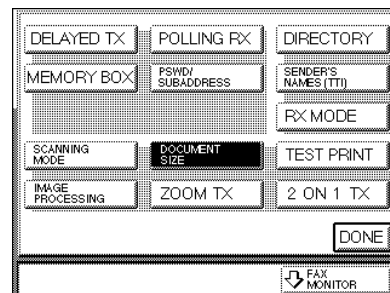 DELAYED TX POLLING RX DIRECTORY
MEMORY BOX PSWD/ SUBADDRESS SENDER'S NAMES (TTI)
RX MODE
SCANNING MODE DOCUMENT SIZE TEST PRINT
IMAGE PROCESSING ZOOM TX 2 ON 1 TX
DONE
FAX MONITOR